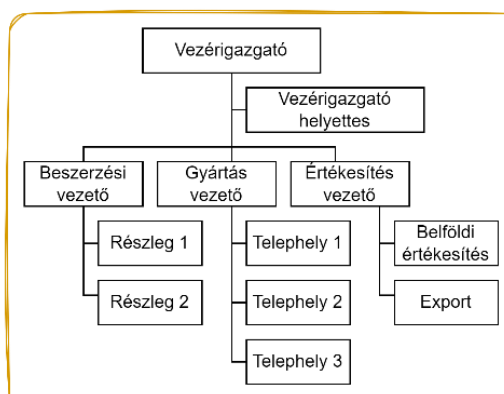 Vezérigazgató
Vezérigazgató
helyettes
Beszerzési
vezető
Gyártás
vezető
Értékesítés
vezető
Részleg 1
Részleg 2
Telephely 1
Telephely 2
Telephely 3
Belföldi
értékesítés
Export